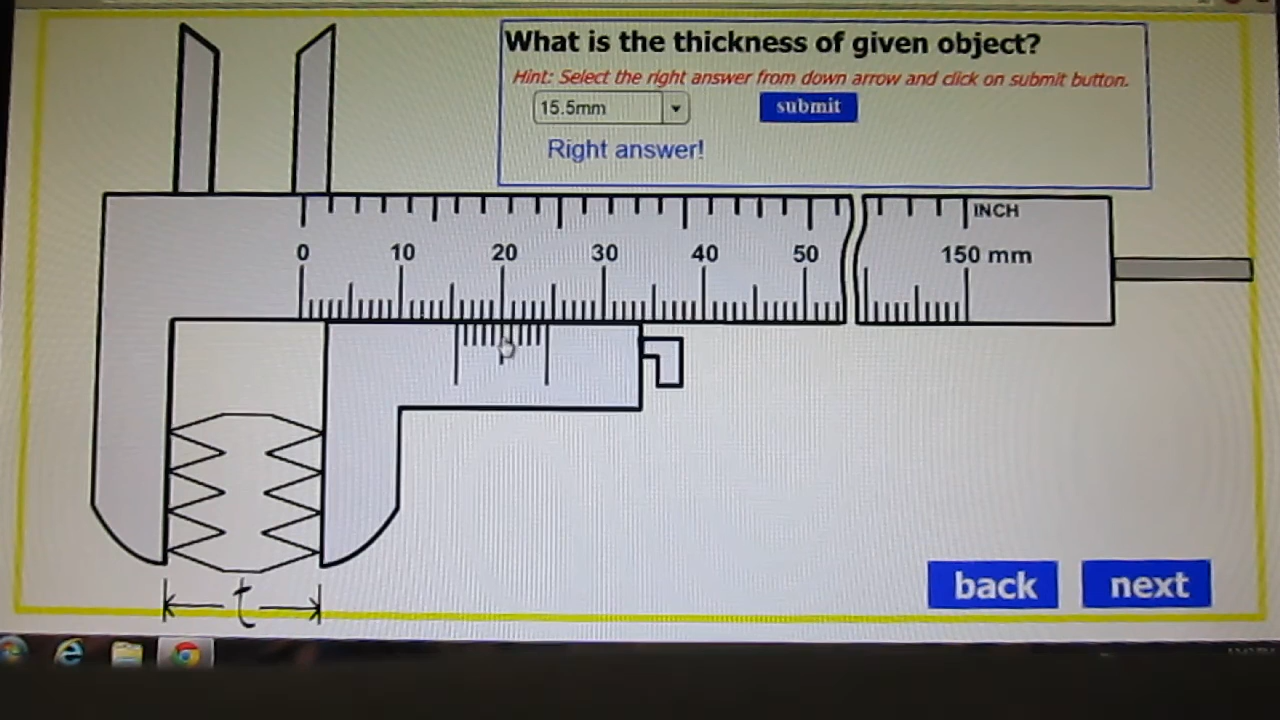 What is the thickness of given object?
Hint: Select the right answer from down arrow and click on submit button.
15.5mm submit
Right answer!
INCH
0 10 20 30 40 50 150 mm
t
back next